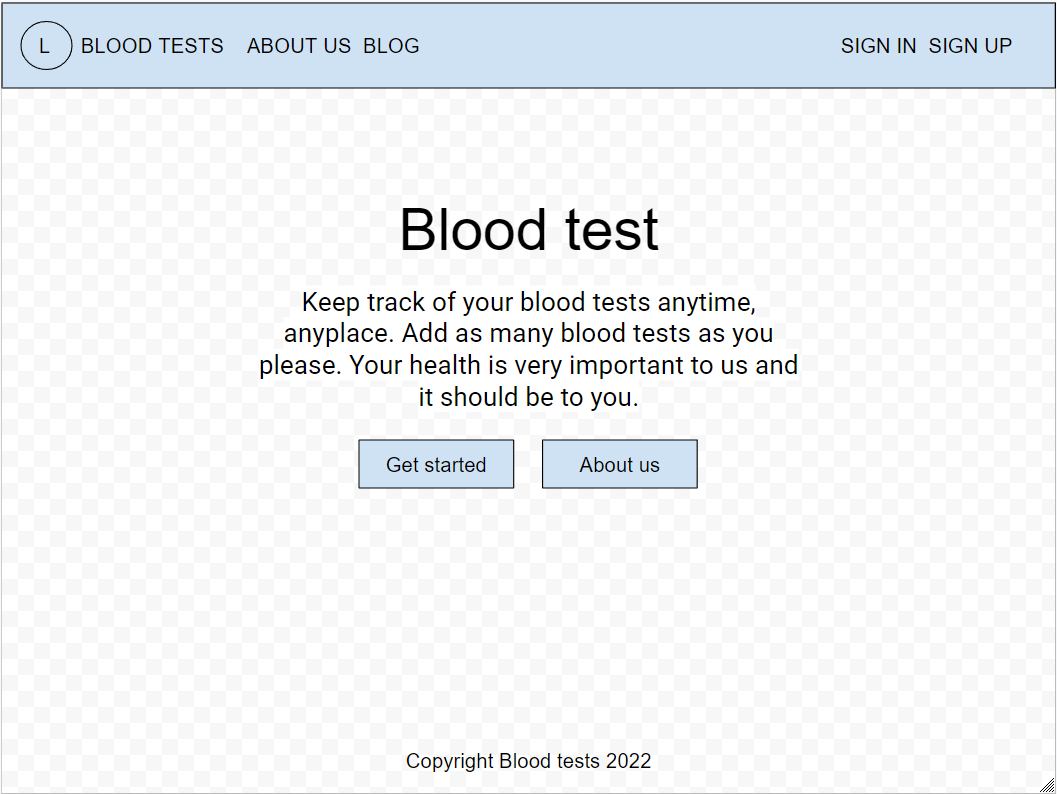 L BLOOD TESTS ABOUT US BLOG SIGN IN SIGN UP
Blood test
Keep track of your blood tests anytime,
anyplace. Add as many blood tests as you
please. Your health is very important to us and
it should be to you.
Get started About us
Copyright Blood tests 2022